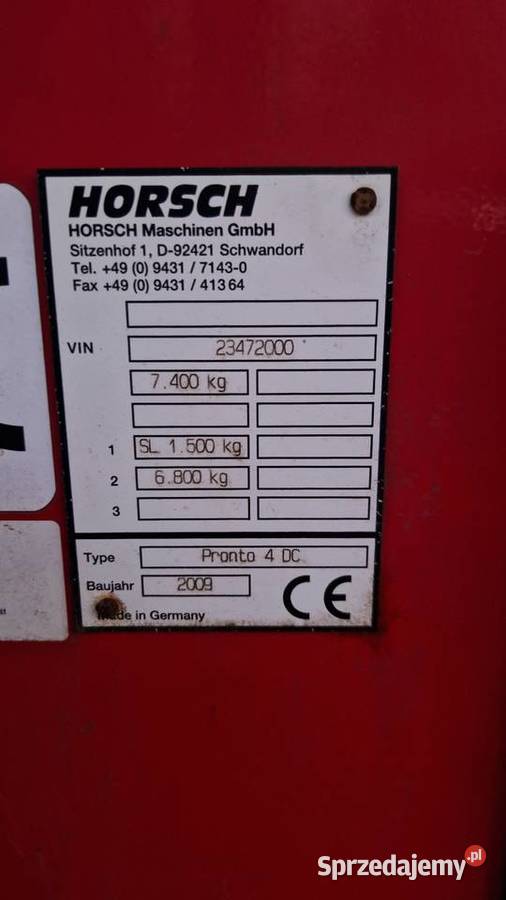 HORSCH
HORSCH Maschinen GmbH
Sitzenhof 1, D-92421 Schwandorf
Tel. +49 (0) 9431 / 7143-0
Fax +49 (0) 9431 / 41364
VIN 23472000
7.400 kg
1 SL 1.500 kg
2 6.800 kg
3
Type Pronto 4 DC
Baujahr 2009 CE
Made in Germany
Sprzedajemy.pl